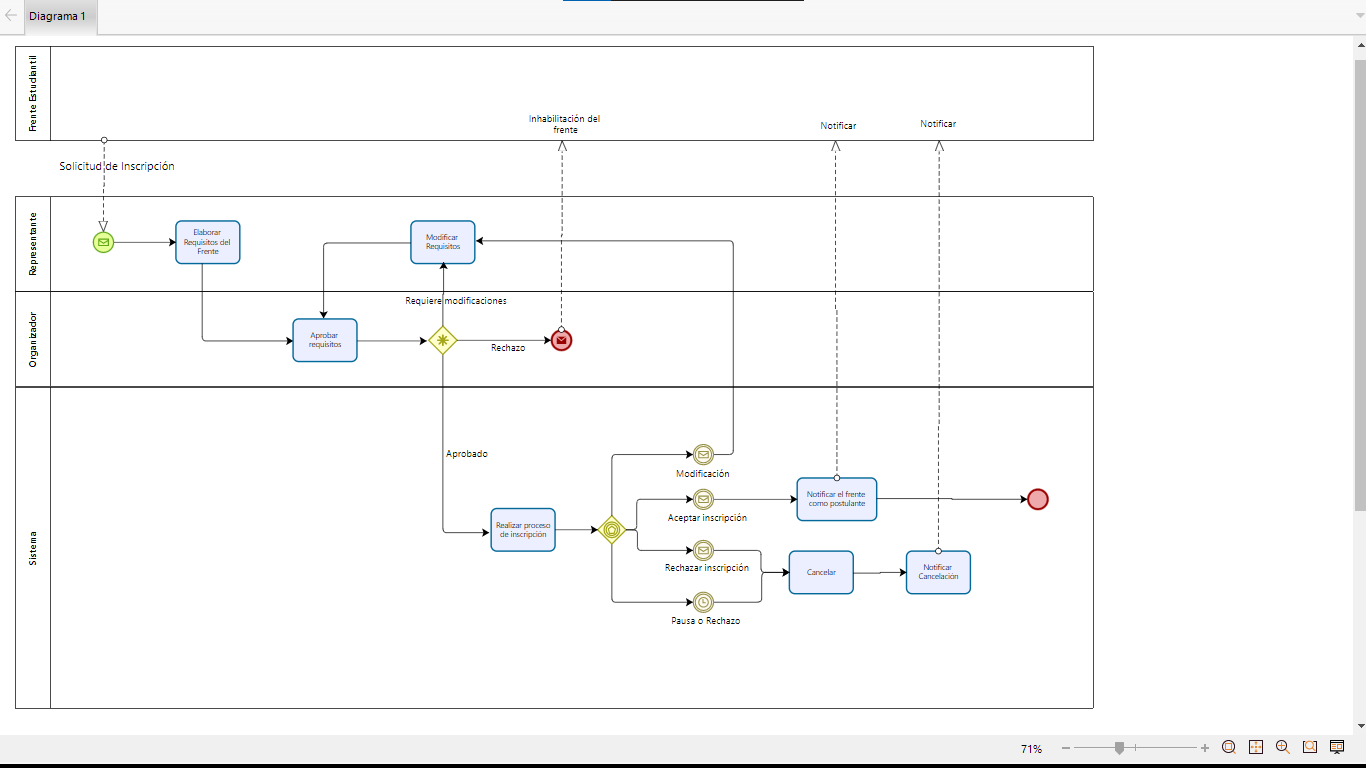 Diagrama 1
Frente Estudiantil
Inhabilitación del
frente
Notificar
Notificar
Solicitud de Inscripción
Representante
Elaborar
Requisitos del
Frente
Modificar
Requisitos
Requiere modificaciones
Organizador
Aprobar
requisitos
Rechazo
Sistema
Aprobado
Modificación
Realizar proceso
de inscripción
Aceptar inscripción
Notificar el frente
como postulante
Rechazar inscripción
Cancelar
Notificar
Cancelación
Pausa o Rechazo
71%